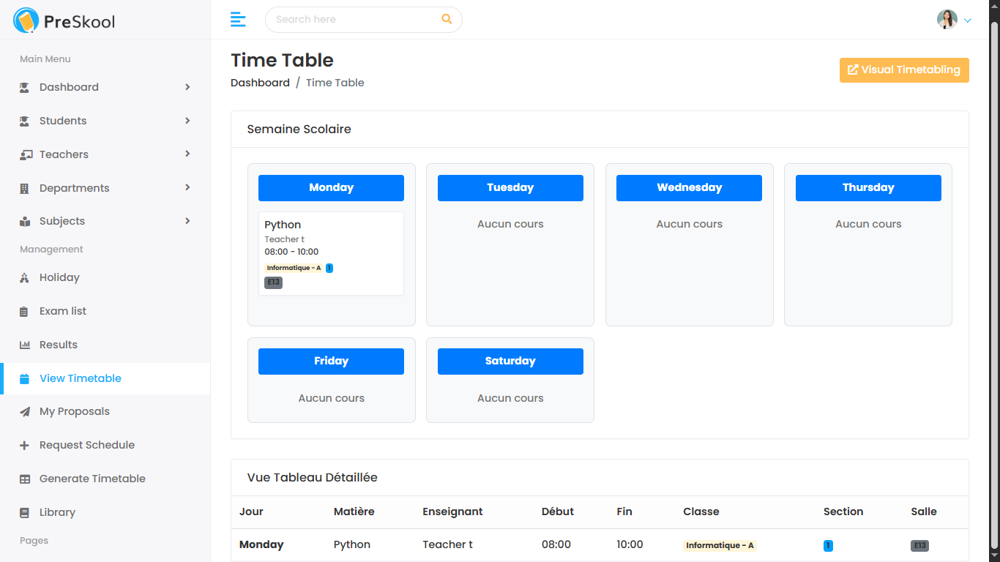 PreSkool
Search here
Main Menu
Dashboard
Students
Teachers
Departments
Subjects
Management
Holiday
Exam list
Results
View Timetable
My Proposals
Request Schedule
Generate Timetable
Library
Pages
Time Table
Dashboard / Time Table
Visual Timetabling
Semaine Scolaire
Monday
Python
Teacher t
08:00 - 10:00
Informatique - A 1
E13
Tuesday
Aucun cours
Wednesday
Aucun cours
Thursday
Aucun cours
Friday
Aucun cours
Saturday
Aucun cours
Vue Tableau Détaillée
Jour Matière Enseignant Début Fin Classe Section Salle
Monday Python Teacher t 08:00 10:00 Informatique - A 1 E13